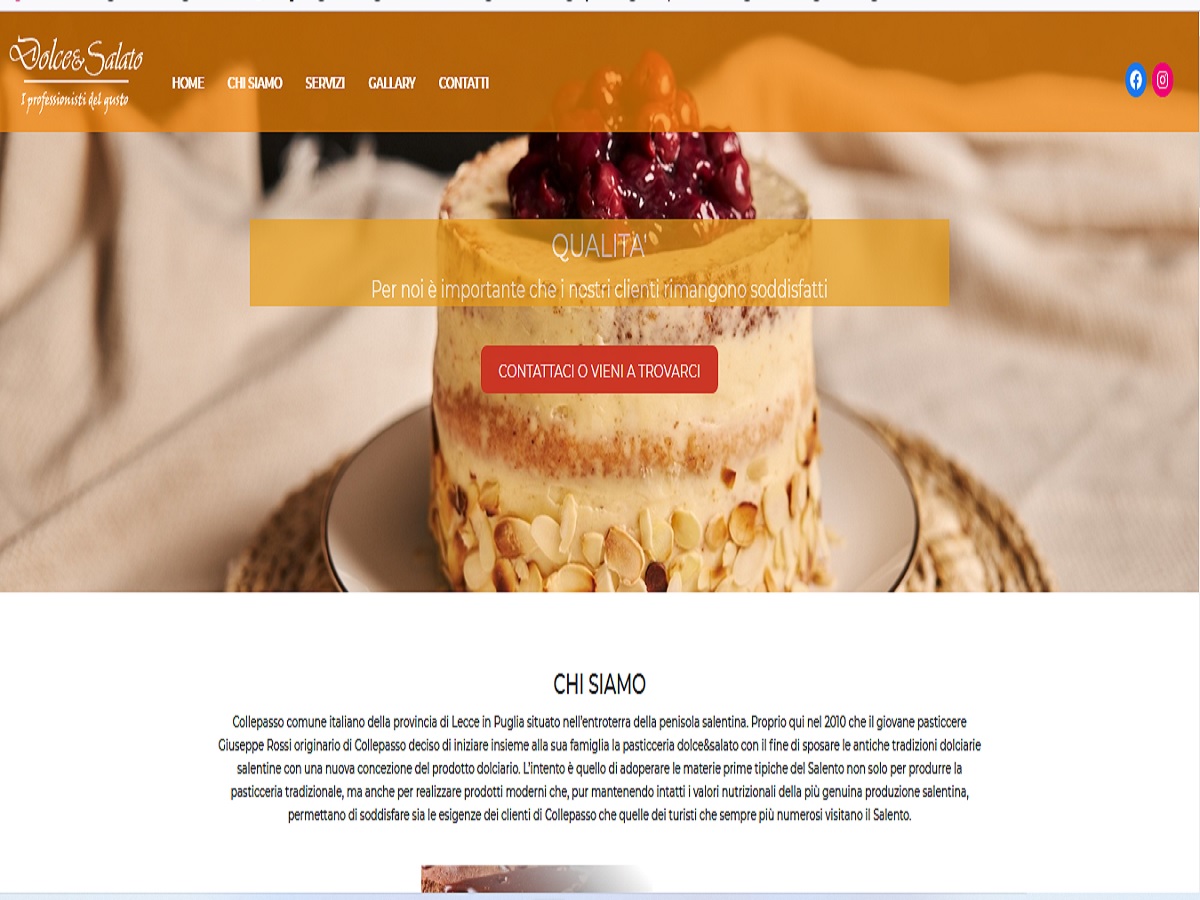 Dolce&Salato
I professionisti del gusto
HOME CHI SIAMO SERVIZI GALLARY CONTATTI
QUALITA'
Per noi è importante che i nostri clienti rimangono soddisfatti
CONTATTACI O VIENI A TROVARCI
CHI SIAMO
Collepasso comune italiano della provincia di Lecce in Puglia situato nell'entroterra della penisola salentina. Proprio qui nel 2010 che il giovane pasticcere
Giuseppe Rossi originario di Collepasso deciso di iniziare insieme alla sua famiglia la pasticceria dolce&salato con il fine di sposare le antiche tradizioni dolciarie
salentine con una nuova concezione del prodotto dolciario. L'intento è quello di adoperare le materie prime tipiche del Salento non solo per produrre la
pasticceria tradizionale, ma anche per realizzare prodotti moderni che, pur mantenendo intatti i valori nutrizionali della più genuina produzione salentina,
permettano di soddisfare sia le esigenze dei clienti di Collepasso che quelle dei turisti che sempre più numerosi visitano il Salento.